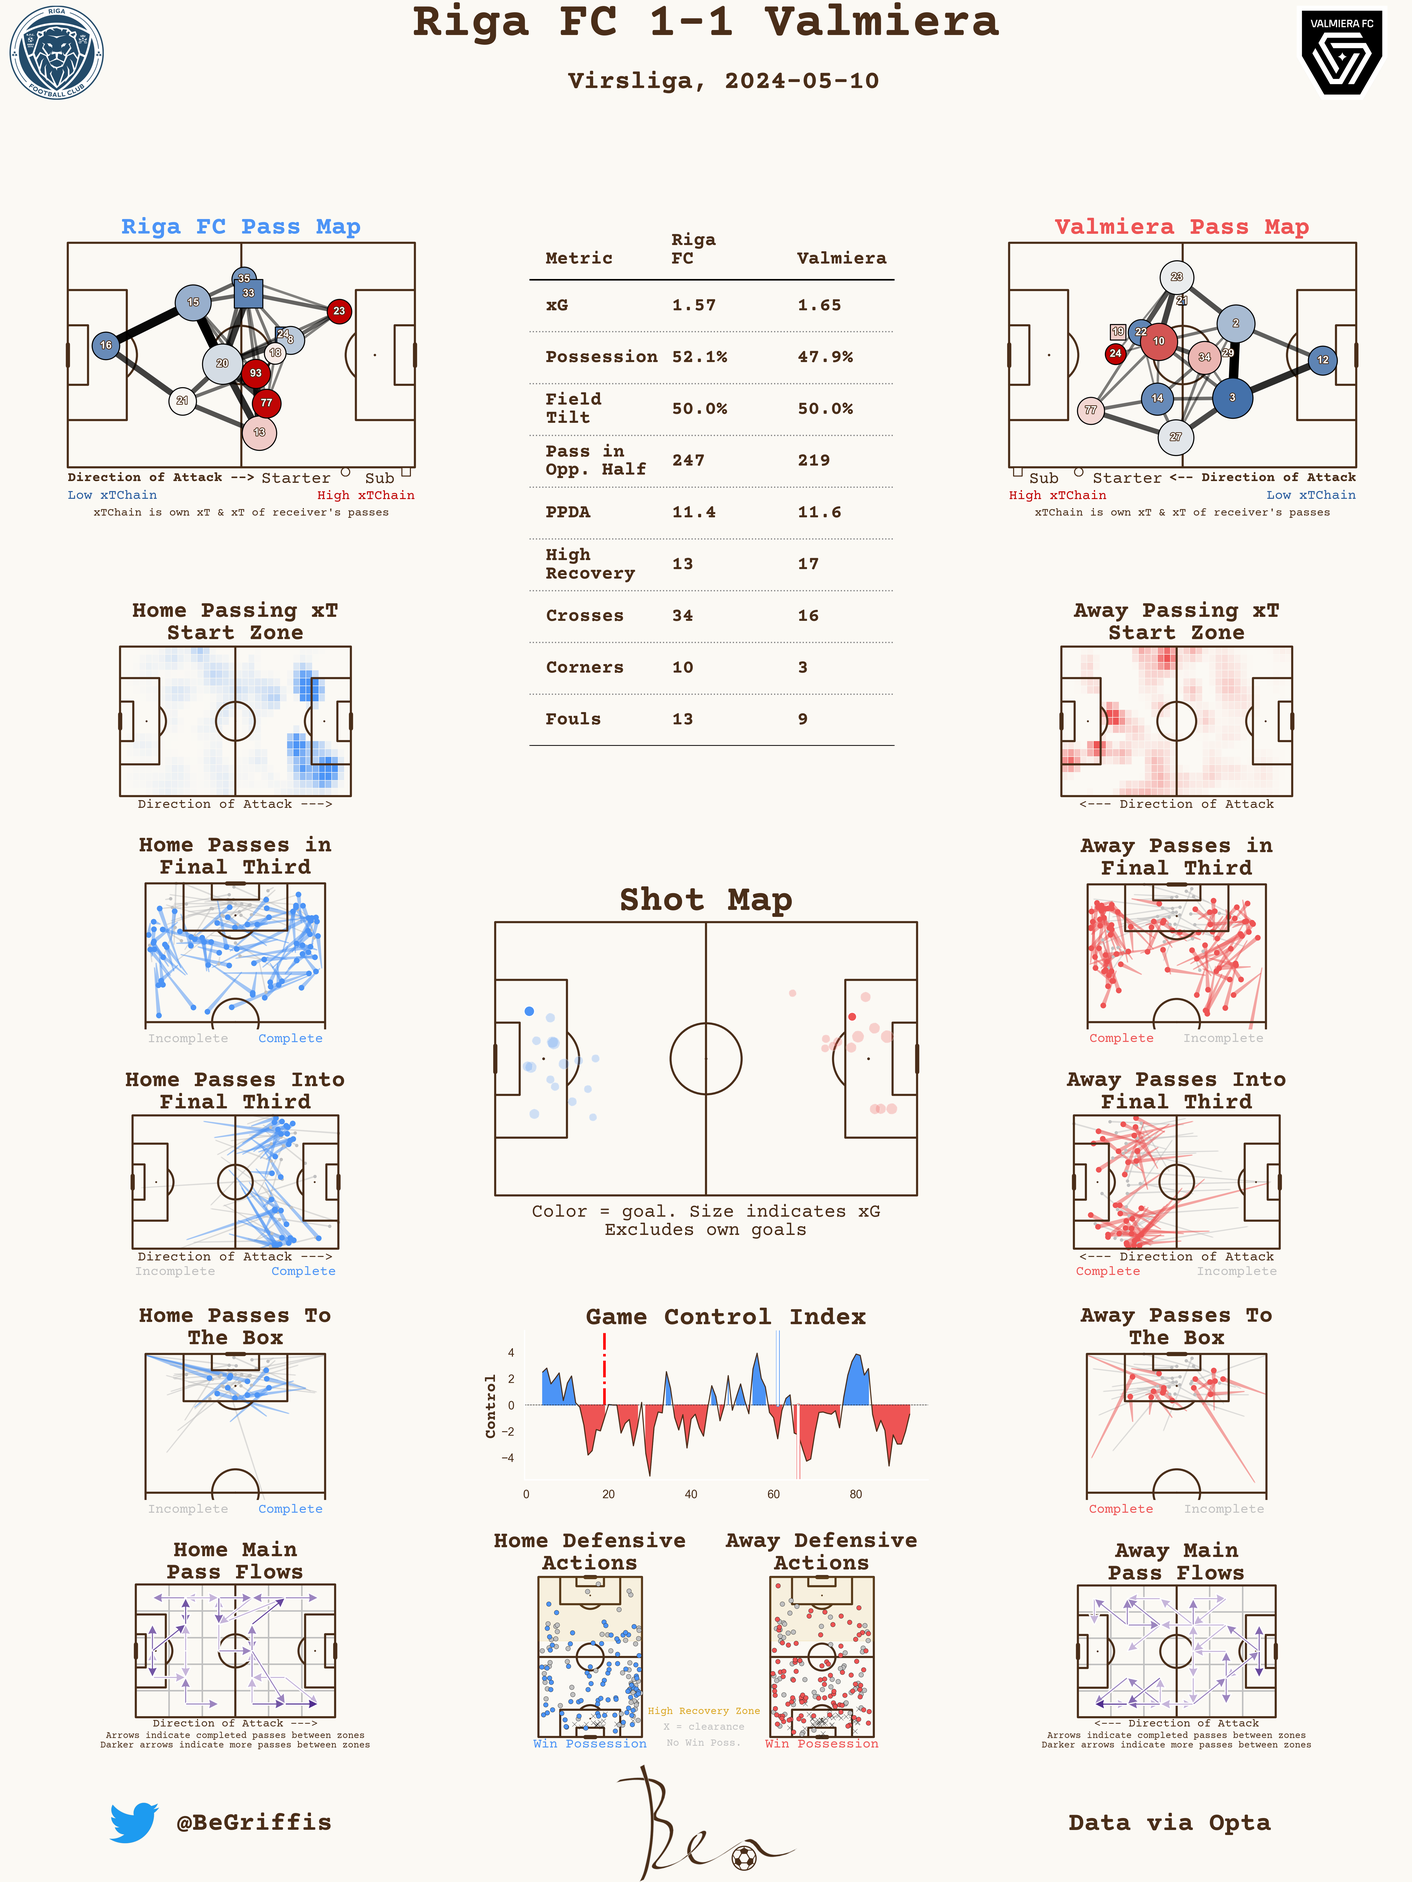 Riga FC 1-1 Valmiera
Virsliga, 2024-05-10
RIGA
FOOTBALL CLUB
VALMIERA FC
Riga FC Pass Map
35
33
15
23
24
8
16
18
20
93
21
77
13
Direction of Attack --> Starter Sub
Low xTChain High xTChain
xTChain is own xT & xT of receiver's passes
Metric Riga FC Valmiera
xG 1.57 1.65
Possession 52.1% 47.9%
Field Tilt 50.0% 50.0%
Pass in Opp. Half 247 219
PPDA 11.4 11.6
High Recovery 13 17
Crosses 34 16
Corners 10 3
Fouls 13 9
Valmiera Pass Map
23
21
2
19
22
10
24
34
29
12
14
3
77
27
Sub Starter <-- Direction of Attack
High xTChain Low xTChain
xTChain is own xT & xT of receiver's passes
Home Passing xT
Start Zone
Direction of Attack --->
Away Passing xT
Start Zone
<--- Direction of Attack
Home Passes in
Final Third
Incomplete Complete
Away Passes in
Final Third
Complete Incomplete
Shot Map
Color = goal. Size indicates xG
Excludes own goals
Home Passes Into
Final Third
Direction of Attack --->
Incomplete Complete
Away Passes Into
Final Third
<--- Direction of Attack
Complete Incomplete
Home Passes To
The Box
Incomplete Complete
Game Control Index
Control
4
2
0
−2
−4
0 20 40 60 80
Away Passes To
The Box
Complete Incomplete
Home Main
Pass Flows
Direction of Attack --->
Arrows indicate completed passes between zones
Darker arrows indicate more passes between zones
Home Defensive
Actions
Win Possession
High Recovery Zone
X = clearance
No Win Poss.
Away Defensive
Actions
Win Possession
Away Main
Pass Flows
<--- Direction of Attack
Arrows indicate completed passes between zones
Darker arrows indicate more passes between zones
@BeGriffis
Ben
Data via Opta